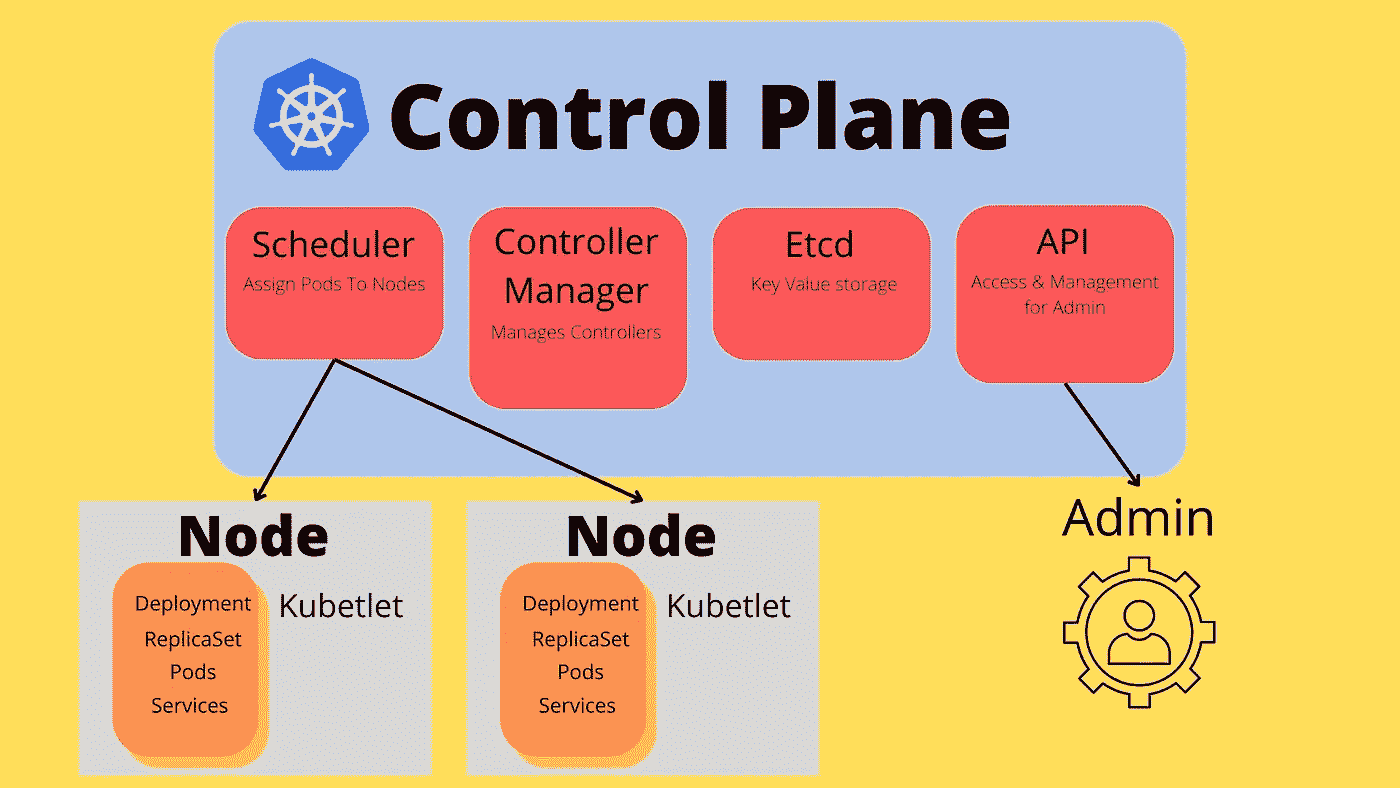 Control Plane
Scheduler
Assign Pods To Nodes
Controller
Manager
Manages Controllers
Etcd
Key Value storage
API
Access & Management
for Admin
Node
Deployment
ReplicaSet
Pods
Services
Kubetlet
Node
Deployment
ReplicaSet
Pods
Services
Kubetlet
Admin